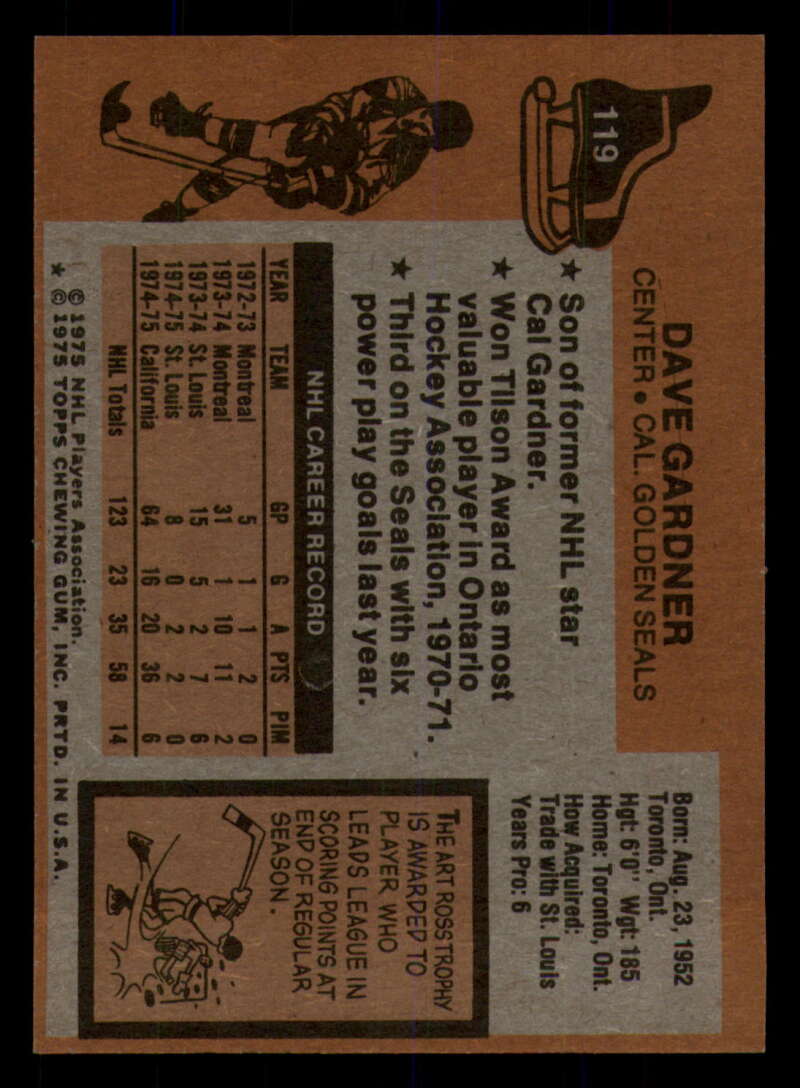 119
DAVE GARDNER
CENTER • CAL. GOLDEN SEALS
★ Son of former NHL star
Cal Gardner.
★ Won Tilson Award as most
valuable player in Ontario
Hockey Association, 1970-71.
★ Third on the Seals with six
power play goals last year.
NHL CAREER RECORD
YEAR TEAM GP G A PTS PIM
1972-73 Montreal 5 1 1 2 0
1973-74 Montreal 31 1 10 11 2
1973-74 St. Louis 15 5 2 7 6
1974-75 St. Louis 8 0 2 2 0
1974-75 California 64 16 20 36 6
NHL Totals 123 23 35 58 14
© 1975 NHL Players Association.
★ © 1975 TOPPS CHEWING GUM, INC. PRTD. IN U.S.A.
Born: Aug. 23, 1952
Toronto, Ont.
Hgt: 6'0" Wgt: 185
Home: Toronto, Ont.
How Acquired:
Trade with St. Louis
Years Pro: 6
THE ART ROSS TROPHY
IS AWARDED TO
PLAYER WHO
LEADS LEAGUE IN
SCORING POINTS AT
END OF REGULAR
SEASON.